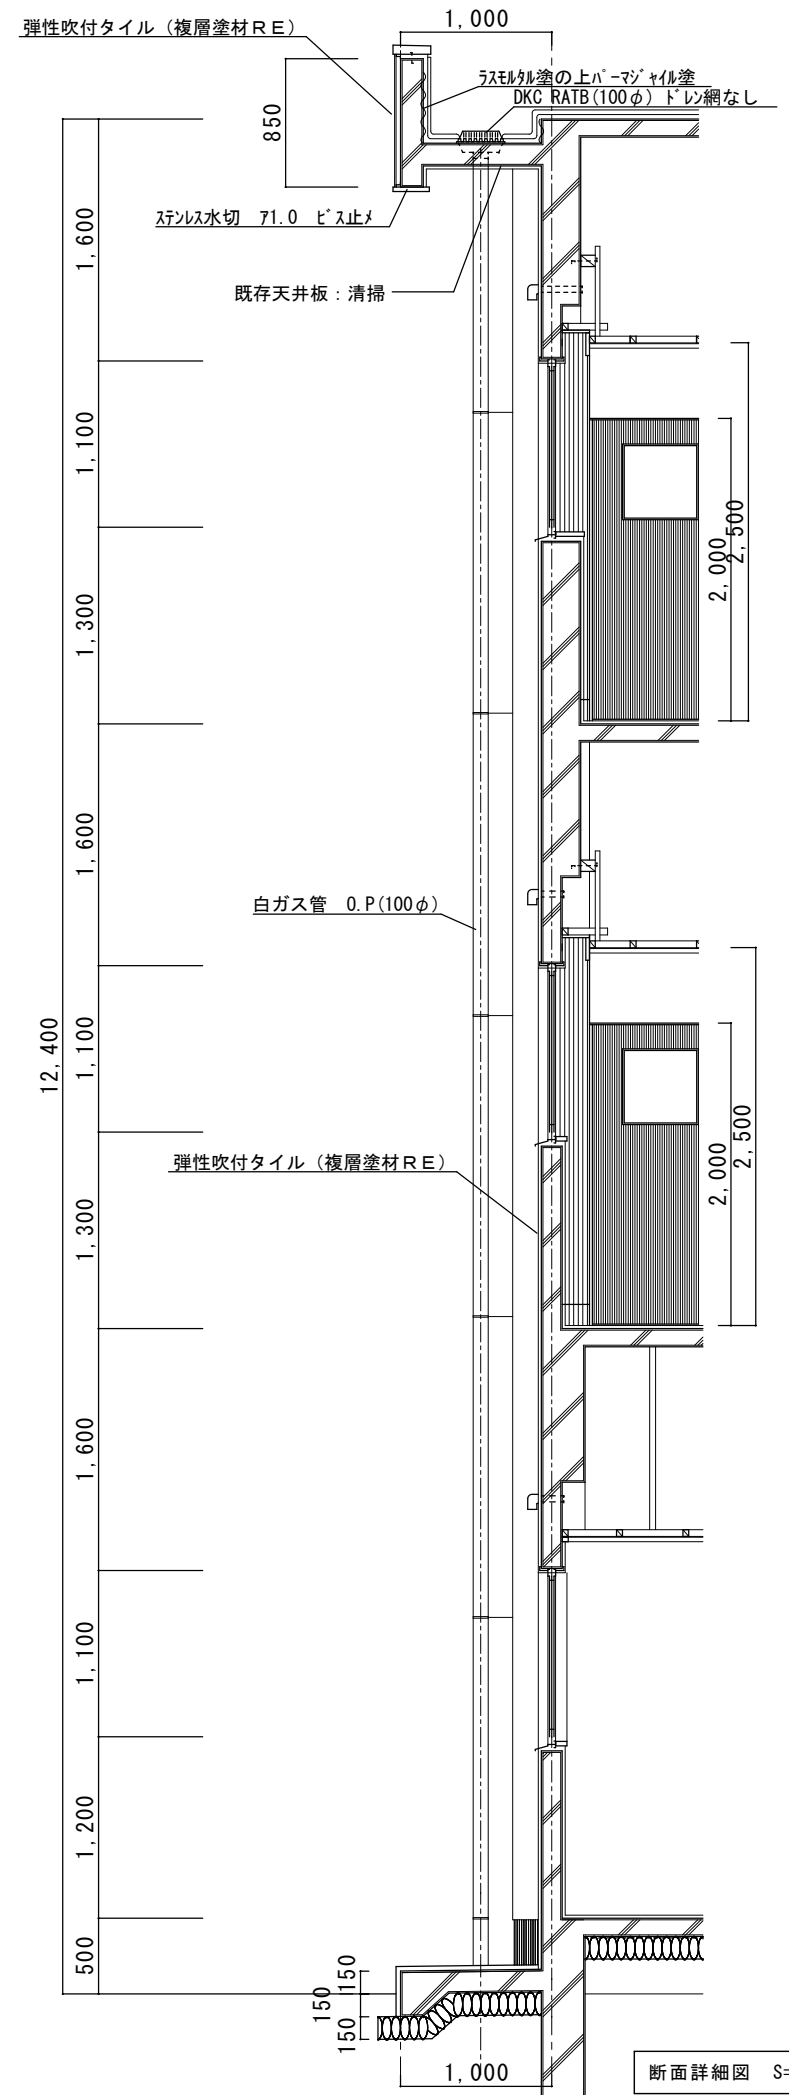 1,000
弾性吹付タイル（複層塗材ＲＥ）
ﾗｽﾓﾙﾀﾙ塗の上ﾊﾟｰﾏｼﾞｬｲﾙ塗
DKC RATB(100φ) ﾄﾞﾚﾝ網なし
850
ｽﾃﾝﾚｽ水切 ｱ1.0 ﾋﾞｽ止ﾒ
1,600
既存天井板：清掃
1,100
2,500
2,000
1,300
1,600
白ガス管 O.P(100φ)
12,400
1,100
2,500
2,000
弾性吹付タイル（複層塗材ＲＥ）
1,300
1,600
1,100
1,200
500
150
150
150
1,000
断面詳細図 S=